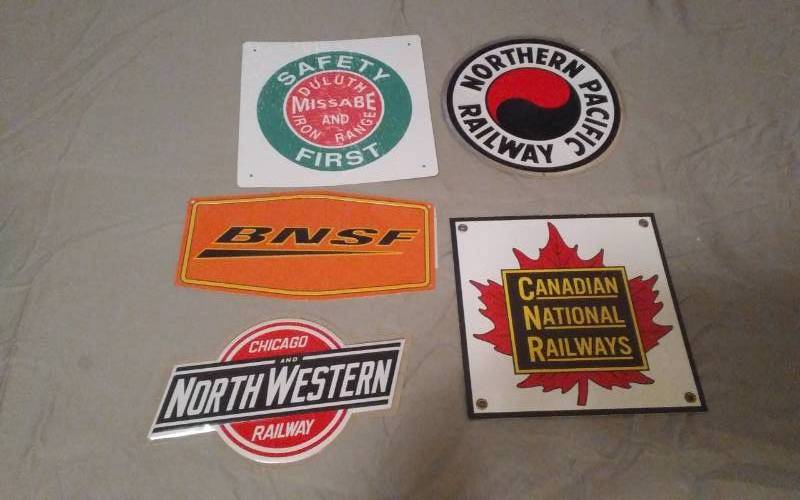 SAFETY
DULUTH
MISSABE
AND
IRON RANGE
FIRST
NORTHERN PACIFIC
RAILWAY
BNSF
CANADIAN
NATIONAL
RAILWAYS
CHICAGO
AND
NORTH WESTERN
RAILWAY